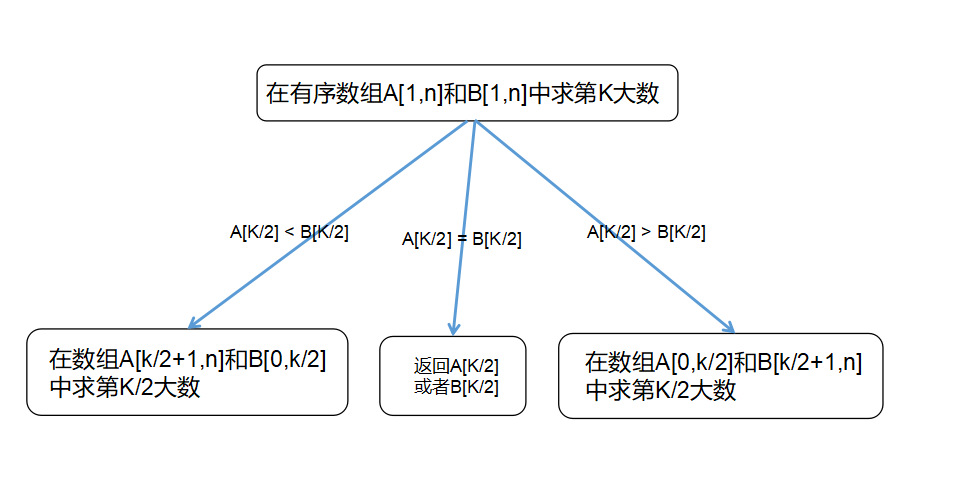 在有序数组A[1,n]和B[1,n]中求第K大数
A[K/2] < B[K/2]
A[K/2] = B[K/2]
A[K/2] > B[K/2]
在数组A[k/2+1,n]和B[0,k/2]
中求第K/2大数
返回A[K/2]
或者B[K/2]
在数组A[0,k/2]和B[k/2+1,n]
中求第K/2大数